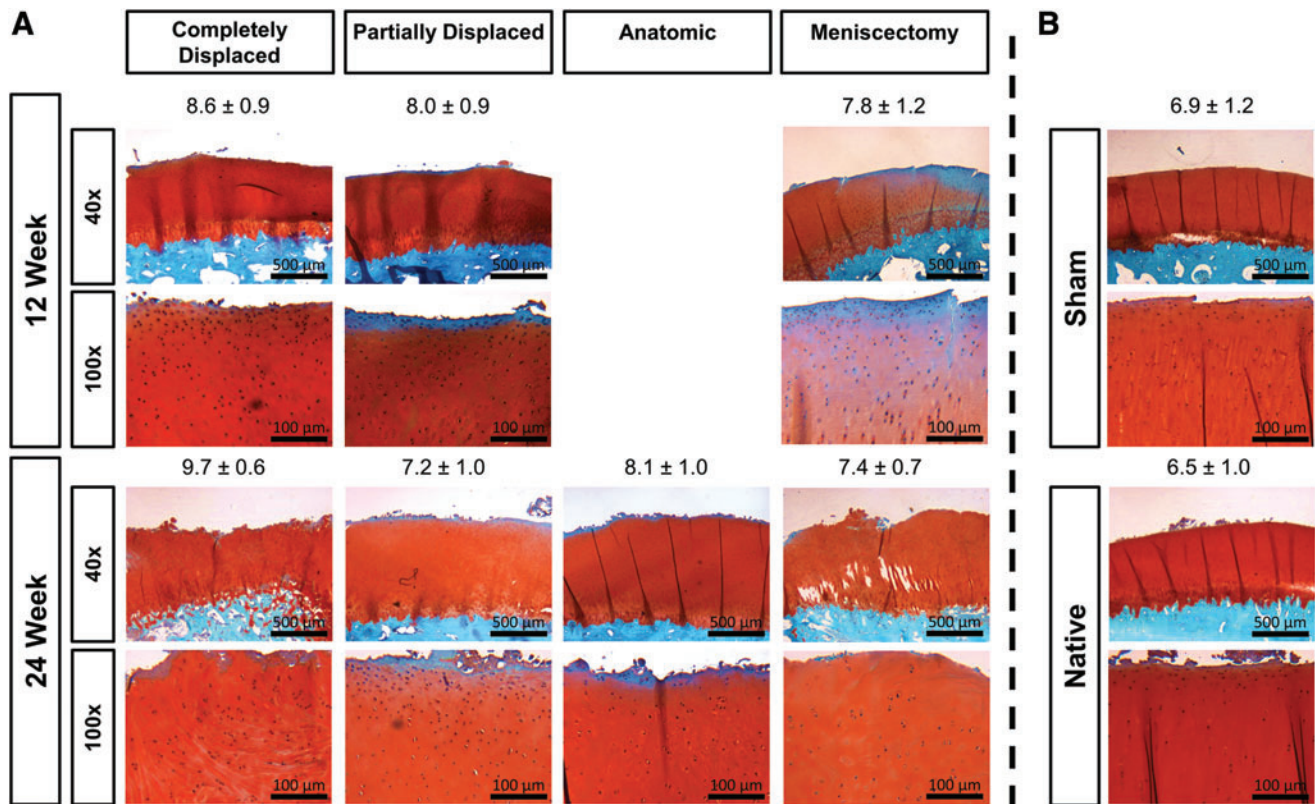 A
B
Completely
Displaced
Partially Displaced
Anatomic
Meniscectomy
12 Week
8.6 ± 0.9
8.0 ± 0.9
7.8 ± 1.2
6.9 ± 1.2
40x
500 µm
500 µm
500 µm
500 µm
Sham
100x
100 µm
100 µm
100 µm
100 µm
24 Week
9.7 ± 0.6
7.2 ± 1.0
8.1 ± 1.0
7.4 ± 0.7
6.5 ± 1.0
40x
500 µm
500 µm
500 µm
500 µm
500 µm
Native
100x
100 µm
100 µm
100 µm
100 µm
100 µm